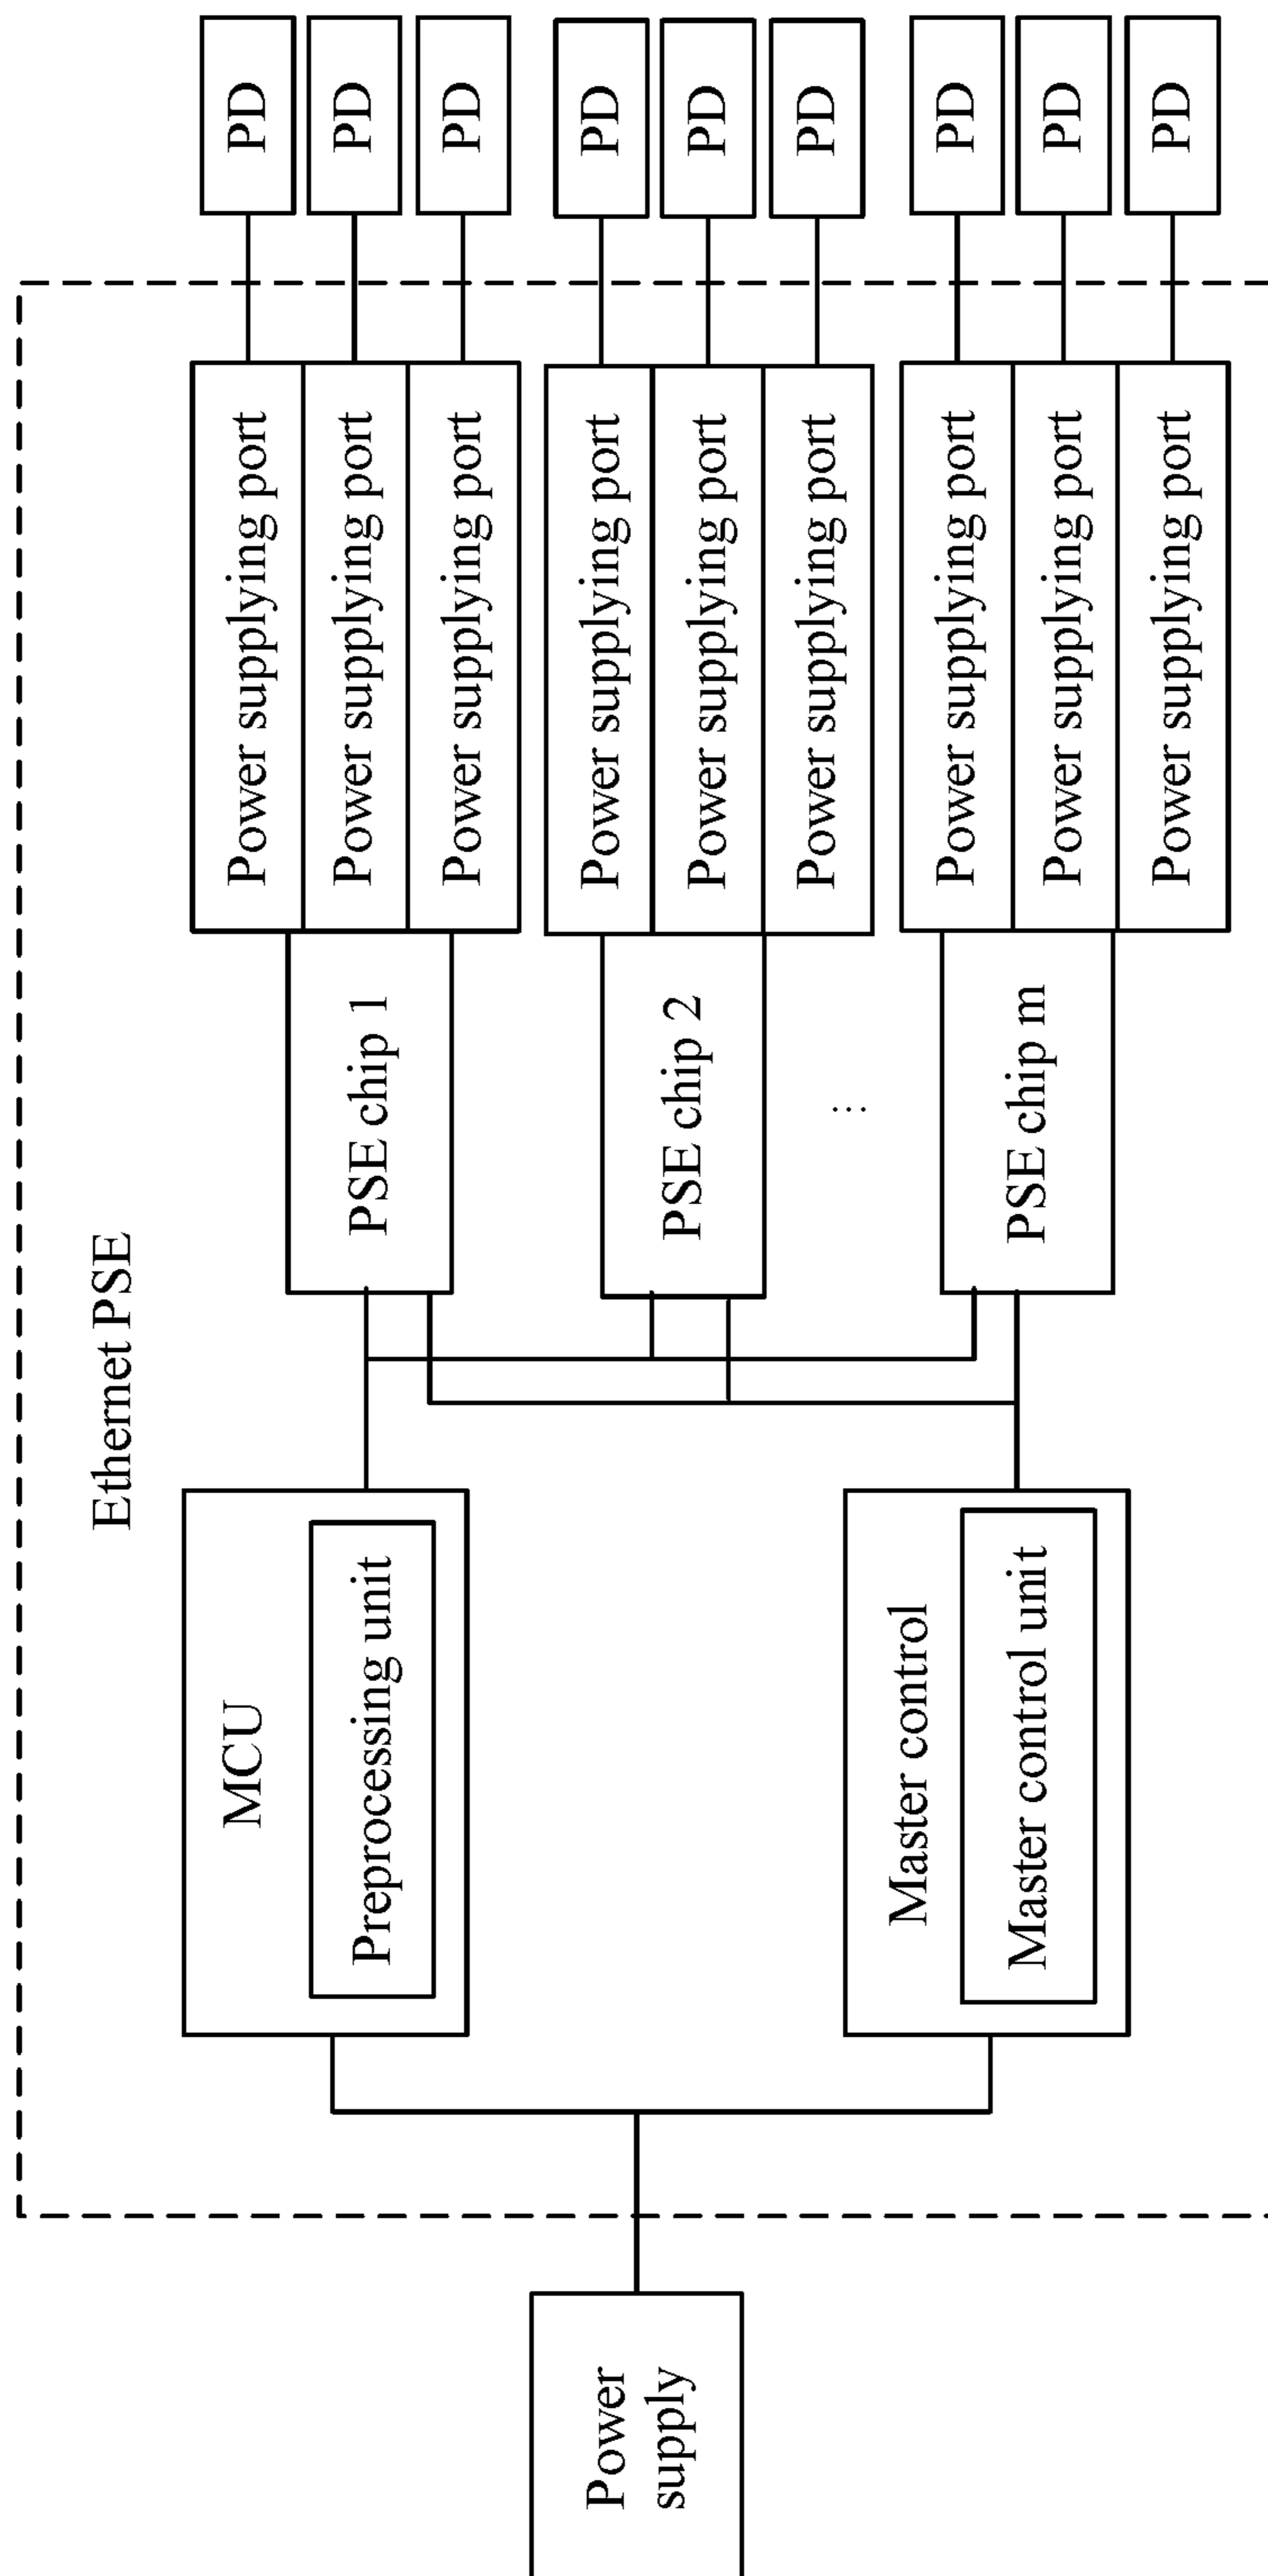 Ethernet PSE
Power
supply
MCU
Preprocessing unit
Master control
Master control unit
PSE chip 1
Power supplying port
Power supplying port
Power supplying port
PD
PD
PD
PSE chip 2
Power supplying port
Power supplying port
Power supplying port
PD
PD
PD
...
PSE chip m
Power supplying port
Power supplying port
Power supplying port
PD
PD
PD